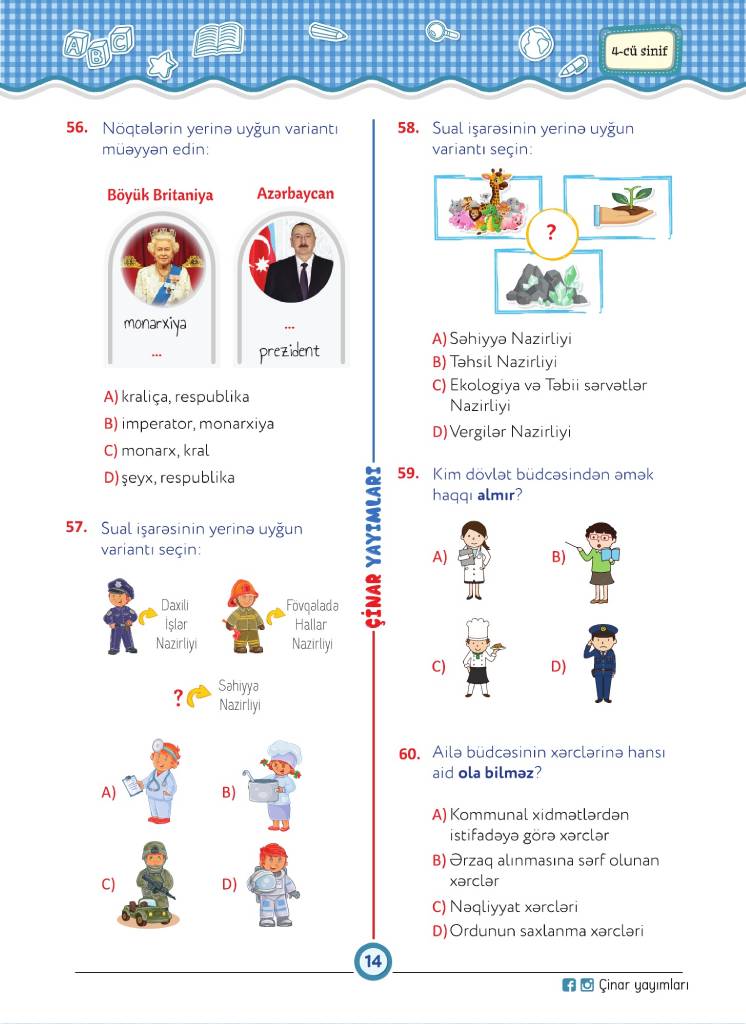 ABC
4-cü sinif
56. Nöqtələrin yerinə uyğun variantı
müəyyən edin:
Böyük Britaniya
Azərbaycan
monarxiya
...
...
prezident
A) kraliça, respublika
B) imperator, monarxiya
C) monarx, kral
D) şeyx, respublika
57. Sual işarəsinin yerinə uyğun
variantı seçin:
Daxili
İşlər
Nazirliyi
Fövqəladə
Hallar
Nazirliyi
?
Səhiyyə
Nazirliyi
A)
B)
C)
D)
ÇİNAR YAYIMLARI
58. Sual işarəsinin yerinə uyğun
variantı seçin:
?
A) Səhiyyə Nazirliyi
B) Təhsil Nazirliyi
C) Ekologiya və Təbii sərvətlər
Nazirliyi
D) Vergilər Nazirliyi
59. Kim dövlət büdcəsindən əmək
haqqı almır?
A)
B)
C)
D)
60. Ailə büdcəsinin xərclərinə hansı
aid ola bilməz?
A) Kommunal xidmətlərdən
istifadəyə görə xərclər
B) Ərzaq alınmasına sərf olunan
xərclər
C) Nəqliyyat xərcləri
D) Ordunun saxlanma xərcləri
14
Çinar yayımları